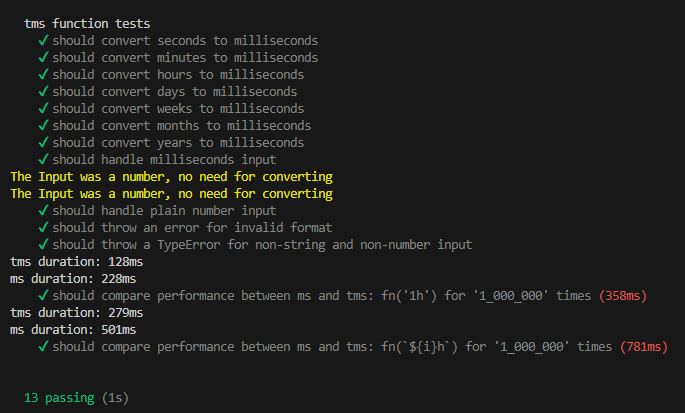 tms function tests
✓ should convert seconds to milliseconds
✓ should convert minutes to milliseconds
✓ should convert hours to milliseconds
✓ should convert days to milliseconds
✓ should convert weeks to milliseconds
✓ should convert months to milliseconds
✓ should convert years to milliseconds
✓ should handle milliseconds input
The Input was a number, no need for converting
The Input was a number, no need for converting
✓ should handle plain number input
✓ should throw an error for invalid format
✓ should throw a TypeError for non-string and non-number input
tms duration: 128ms
ms duration: 228ms
✓ should compare performance between ms and tms: fn('1h') for '1_000_000' times (358ms)
tms duration: 279ms
ms duration: 501ms
✓ should compare performance between ms and tms: fn(`${i}h`) for '1_000_000' times (781ms)
13 passing (1s)